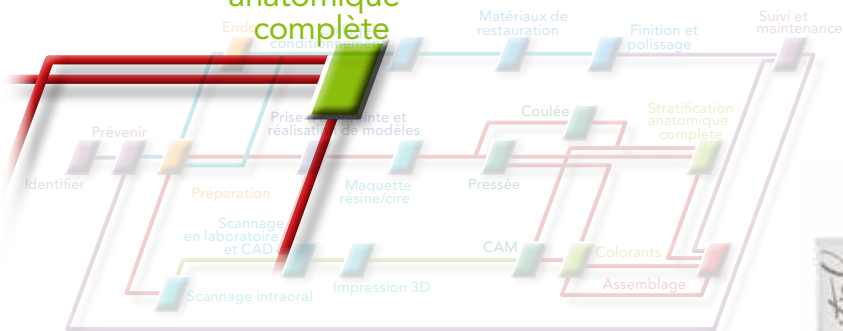 anatomique
complète
Endo
conditionnement
Matériaux de
restauration
Finition et
polissage
Suivi et
maintenance
Identifier
Prévenir
Préparation
Prise d'empreinte et
réalisation de modèles
Maquette
résine/cire
Pressée
Coulée
Stratification
anatomique
complète
Scannage
en laboratoire
et CAD
Scannage intraoral
Impression 3D
CAM
Colorants
Assemblage